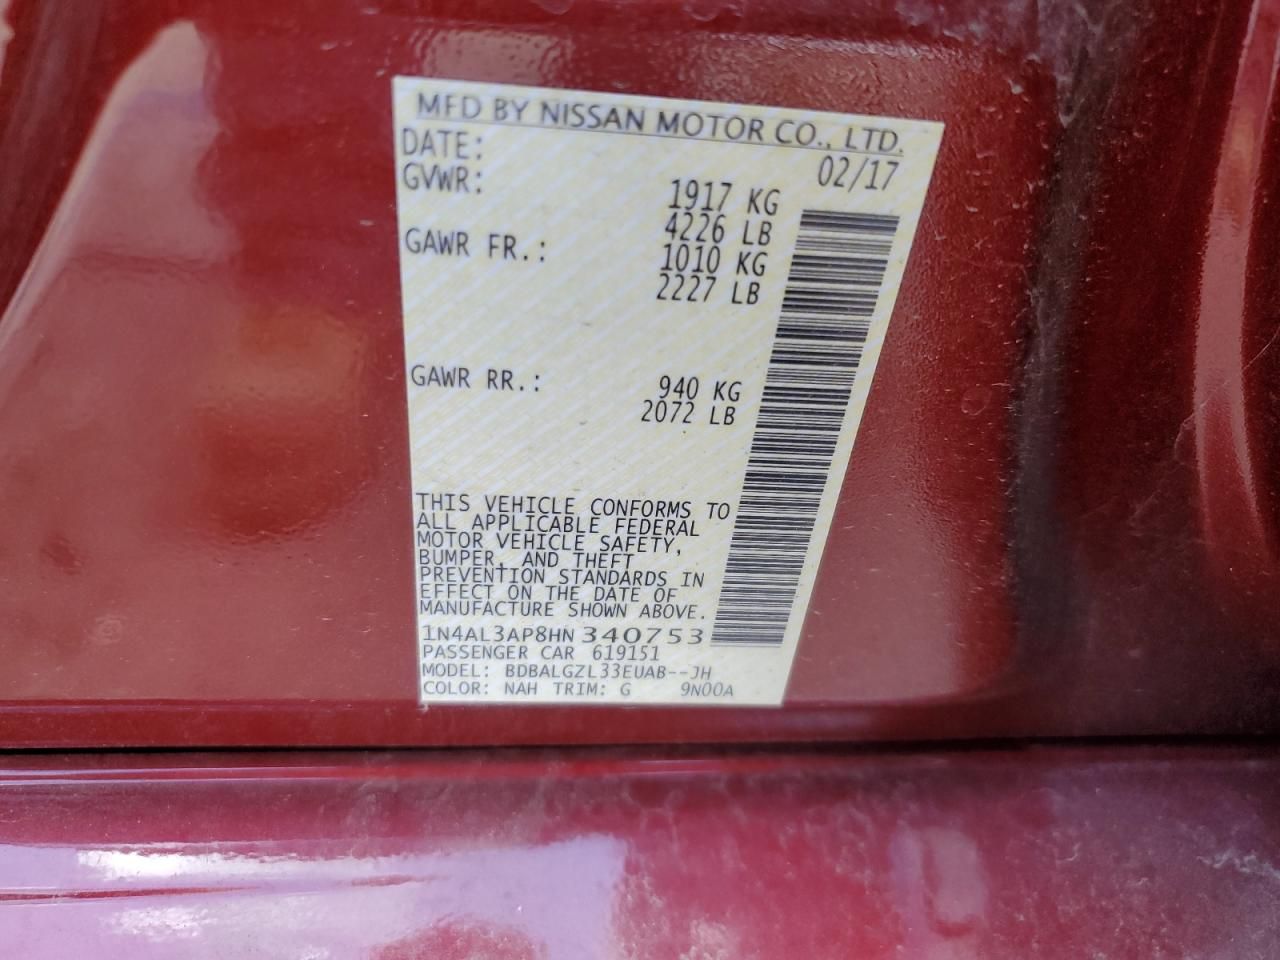 MFD BY NISSAN MOTOR CO., LTD.
DATE: 02/17
GVWR: 1917 KG
4226 LB
GAWR FR.: 1010 KG
2227 LB
GAWR RR.: 940 KG
2072 LB
THIS VEHICLE CONFORMS TO
ALL APPLICABLE FEDERAL
MOTOR VEHICLE SAFETY,
BUMPER, AND THEFT
PREVENTION STANDARDS IN
EFFECT ON THE DATE OF
MANUFACTURE SHOWN ABOVE.
1N4AL3AP8HN340753
PASSENGER CAR 619151
MODEL: BDBALGZL33EUAB--JH
COLOR: NAH TRIM: G 9N00A